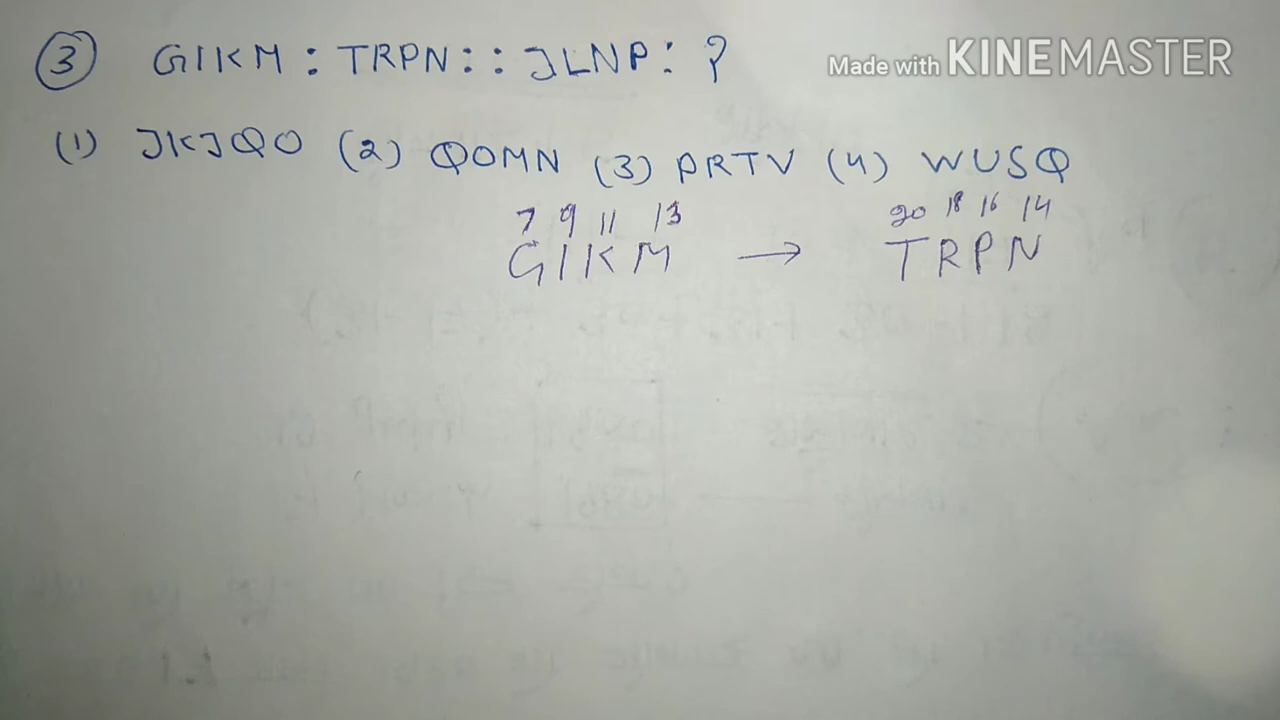 ③ GIKM : TRPN : : JLNP : ?
Made with KINEMASTER
(1) JKJQO (2) QOMN (3) PRTV (4) WUSQ
7 9 11 13 20 18 16 14
GIKM → TRPN